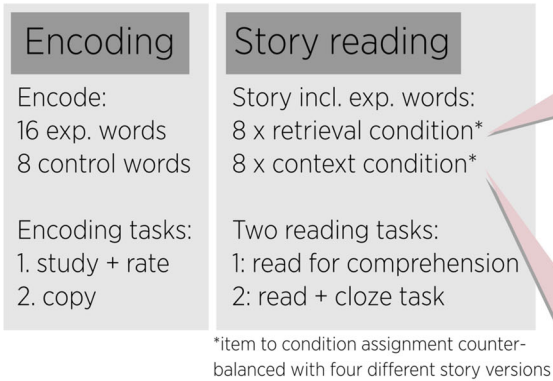 Encoding
Encode:
16 exp. words
8 control words
Encoding tasks:
1. study + rate
2. copy
Story reading
Story incl. exp. words:
8 x retrieval condition*
8 x context condition*
Two reading tasks:
1: read for comprehension
2: read + cloze task
*item to condition assignment counter-
balanced with four different story versions